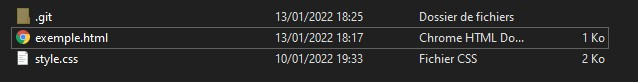 .git 13/01/2022 18:25 Dossier de fichiers
exemple.html 13/01/2022 18:17 Chrome HTML Do... 1 Ko
style.css 10/01/2022 19:33 Fichier CSS 2 Ko